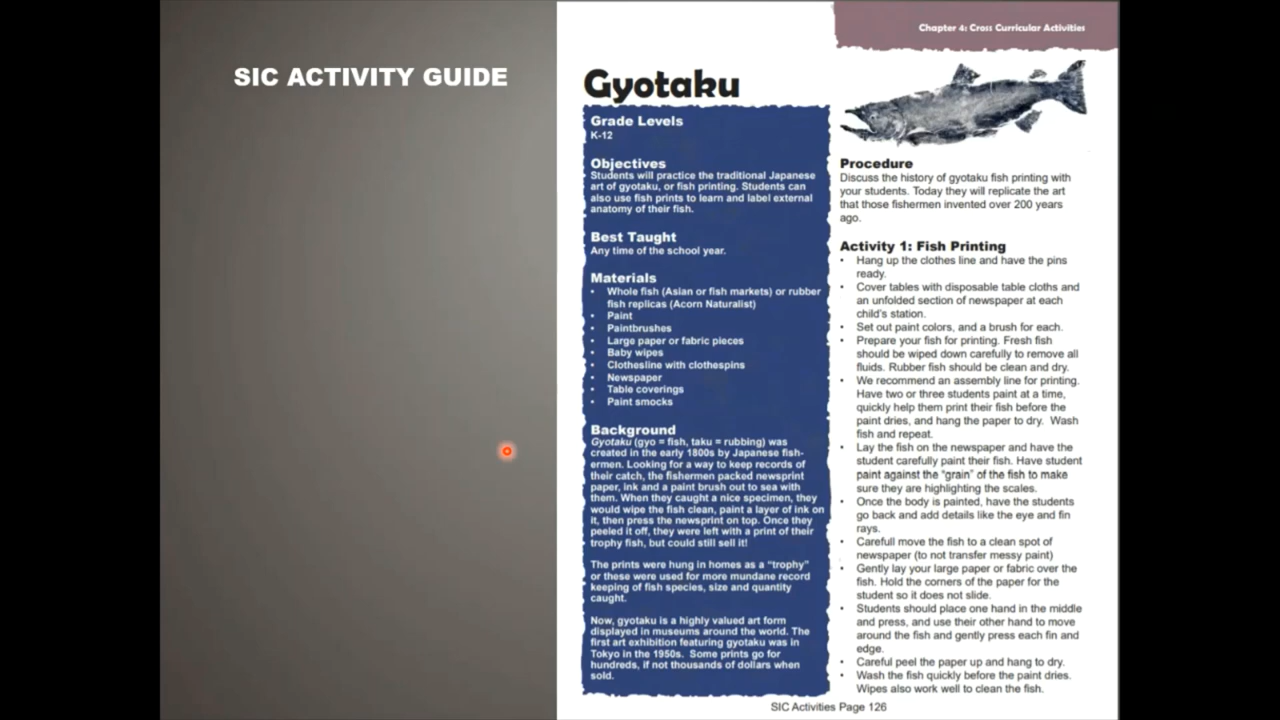 SIC ACTIVITY GUIDE
Chapter 4: Cross Curricular Activities
Gyotaku
Grade Levels
K-12
Objectives
Students will practice the traditional Japanese
art of gyotaku, or fish printing. Students can
also use fish prints to learn and label external
anatomy of their fish.
Best Taught
Any time of the school year.
Materials
• Whole fish (Asian or fish markets) or rubber
fish replicas (Acorn Naturalist)
• Paint
• Paintbrushes
• Large paper or fabric pieces
• Baby wipes
• Clothesline with clothespins
• Newspaper
• Table coverings
• Paint smocks
Background
Gyotaku (gyo = fish, taku = rubbing) was
created in the early 1800s by Japanese fish-
ermen. Looking for a way to keep records of
their catch, the fishermen packed newsprint
paper, ink and a paint brush out to sea with
them. When they caught a nice specimen, they
would wipe the fish clean, paint a layer of ink on
it, then press the newsprint on top. Once they
peeled it off, they were left with a print of their
trophy fish, but could still sell it!
The prints were hung in homes as a “trophy”
or these were used for more mundane record
keeping of fish species, size and quantity
caught.
Now, gyotaku is a highly valued art form
displayed in museums around the world. The
first art exhibition featuring gyotaku was in
Tokyo in the 1950s. Some prints go for
hundreds, if not thousands of dollars when
sold.
Procedure
Discuss the history of gyotaku fish printing with
your students. Today they will replicate the art
that those fishermen invented over 200 years
ago.
Activity 1: Fish Printing
• Hang up the clothes line and have the pins
ready.
• Cover tables with disposable table cloths and
an unfolded section of newspaper at each
child's station.
• Set out paint colors, and a brush for each.
• Prepare your fish for printing. Fresh fish
should be wiped down carefully to remove all
fluids. Rubber fish should be clean and dry.
• We recommend an assembly line for printing.
Have two or three students paint at a time,
quickly help them print their fish before the
paint dries, and hang the paper to dry. Wash
fish and repeat.
• Lay the fish on the newspaper and have the
student carefully paint their fish. Have student
paint against the “grain” of the fish to make
sure they are highlighting the scales.
• Once the body is painted, have the students
go back and add details like the eye and fin
rays.
• Carefull move the fish to a clean spot of
newspaper (to not transfer messy paint)
• Gently lay your large paper or fabric over the
fish. Hold the corners of the paper for the
student so it does not slide.
• Students should place one hand in the middle
and press, and use their other hand to move
around the fish and gently press each fin and
edge.
• Careful peel the paper up and hang to dry.
• Wash the fish quickly before the paint dries.
Wipes also work well to clean the fish.
SIC Activities Page 126